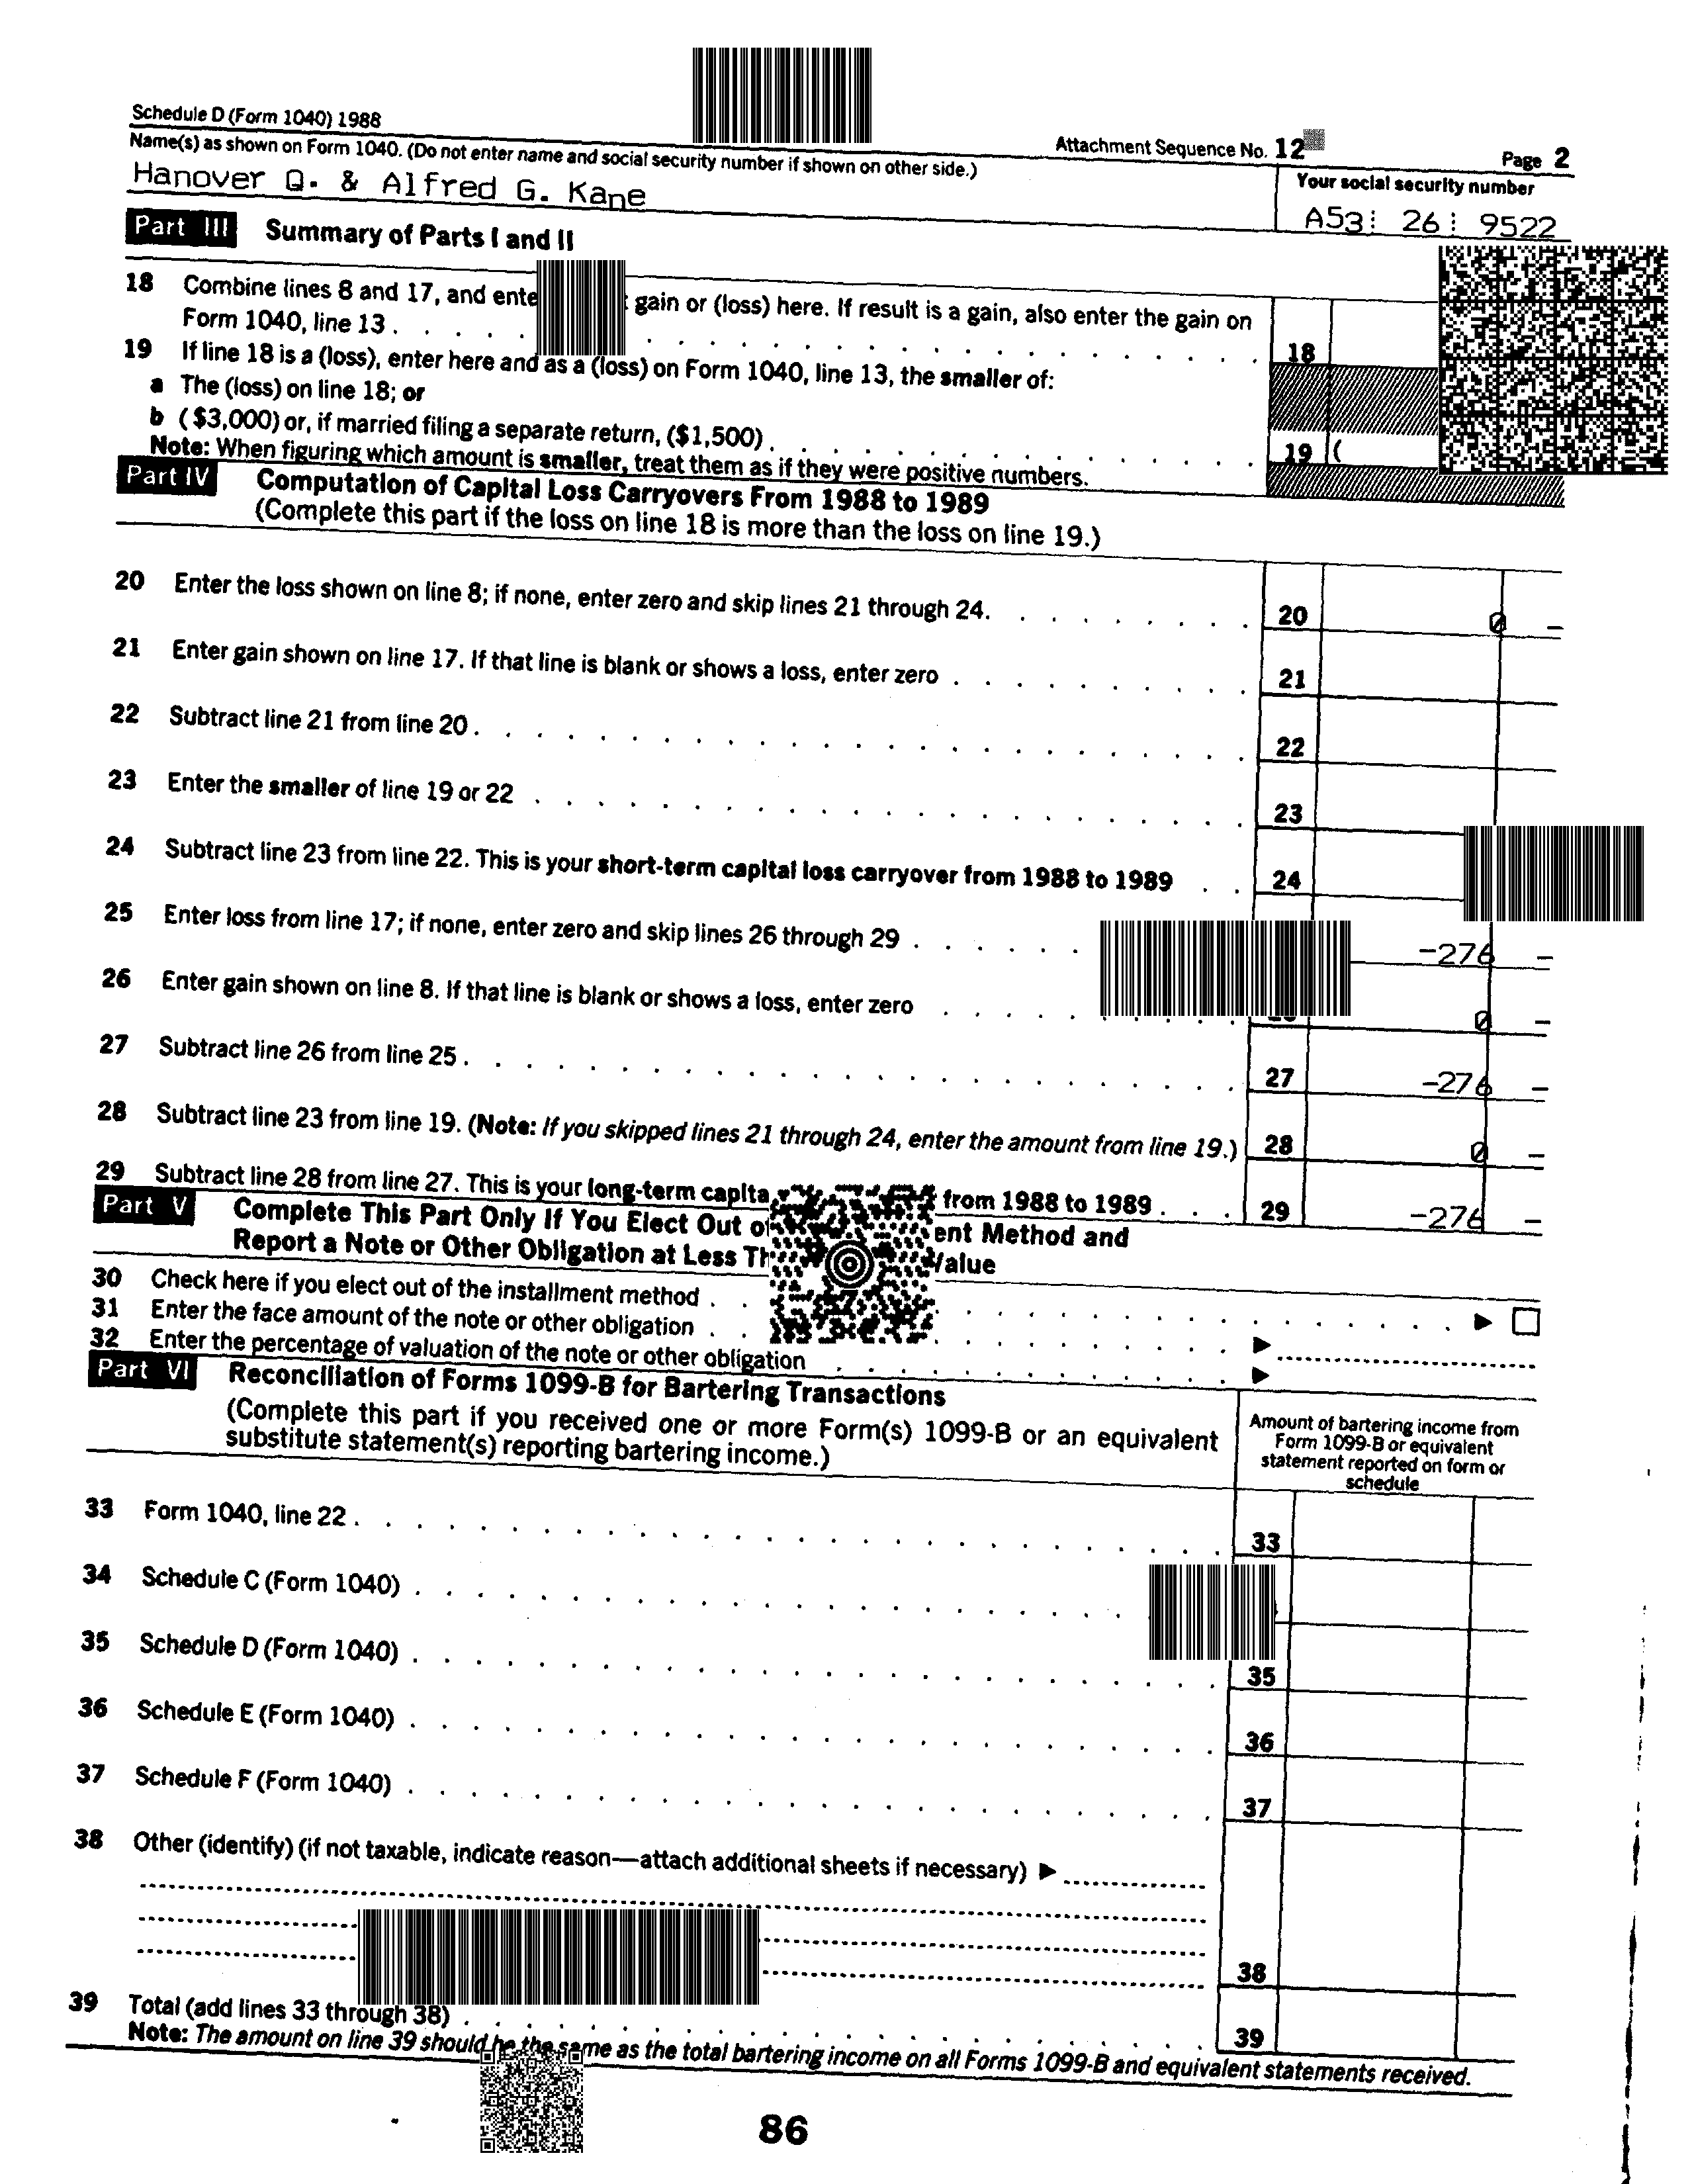 Schedule D (Form 1040) 1988
Attachment Sequence No. 12
Page 2
Name(s) as shown on Form 1040. (Do not enter name and social security number if shown on other side.)
Your social security number
Hanover Q. & Alfred G. Kane
A53 26 9522
Part III Summary of Parts I and II
18 Combine lines 8 and 17, and gain or (loss) here. If result is a gain, also enter the gain on
Form 1040, line 13 . . . . . 18
19 If line 18 is a (loss), enter here and as a (loss) on Form 1040, line 13, the smaller of:
a The (loss) on line 18; or
b ($3,000) or, if married filing a separate return, ($1,500) . . . . . 19 (
Note: When figuring which amount is smaller, treat them as if they were positive numbers.
Part IV Computation of Capital Loss Carryovers From 1988 to 1989
(Complete this part if the loss on line 18 is more than the loss on line 19.)
20 Enter the loss shown on line 8; if none, enter zero and skip lines 21 through 24. . . . . 20 0 –
21 Enter gain shown on line 17. If that line is blank or shows a loss, enter zero . . . . . 21
22 Subtract line 21 from line 20 . . . . . 22
23 Enter the smaller of line 19 or 22 . . . . . 23
24 Subtract line 23 from line 22. This is your short-term capital loss carryover from 1988 to 1989 . . 24
25 Enter loss from line 17; if none, enter zero and skip lines 26 through 29 . . . . . -276 –
26 Enter gain shown on line 8. If that line is blank or shows a loss, enter zero . . . . . 0 –
27 Subtract line 26 from line 25 . . . . . 27 -276 –
28 Subtract line 23 from line 19. (Note: If you skipped lines 21 through 24, enter the amount from line 19.) 28 0 –
29 Subtract line 28 from line 27. This is your long-term from 1988 to 1989 . . . 29 -276 –
Part V Complete This Part Only If You Elect Out Method and
Report a Note or Other Obligation at Less
30 Check here if you elect out of the installment method . . . . . ▶ ☐
31 Enter the face amount of the note or other obligation . . . . . ▶
32 Enter the percentage of valuation of the note or other obligation . . . . . ▶
Part VI Reconciliation of Forms 1099-B for Bartering Transactions
(Complete this part if you received one or more Form(s) 1099-B or an equivalent
substitute statement(s) reporting bartering income.)
Amount of bartering income from
Form 1099-B or equivalent
statement reported on form or
schedule
33 Form 1040, line 22 . . . . . 33
34 Schedule C (Form 1040) . . . . .
35 Schedule D (Form 1040) . . . . . 35
36 Schedule E (Form 1040) . . . . . 36
37 Schedule F (Form 1040) . . . . . 37
38 Other (identify) (if not taxable, indicate reason—attach additional sheets if necessary) ▶
38
39 Total (add lines 33 through 38) . . . . . 39
Note: The amount on line 39 should be the same as the total bartering income on all Forms 1099-B and equivalent statements received.
86